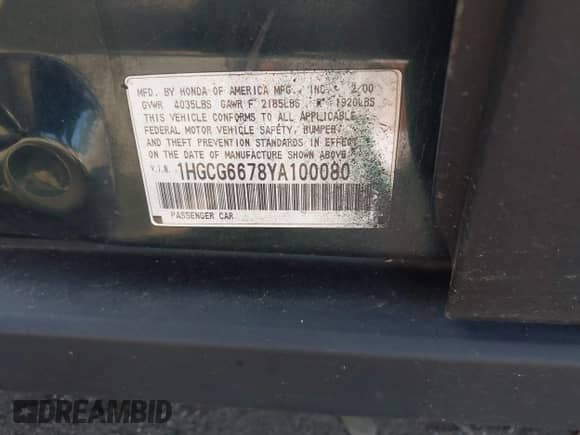 MFD. BY HONDA OF AMERICA MFG., INC. 2/00
GVWR 4035LBS GAWR F 2185LBS R 1920LBS
THIS VEHICLE CONFORMS TO ALL APPLICABLE
FEDERAL MOTOR VEHICLE SAFETY, BUMPER,
AND THEFT PREVENTION STANDARDS IN EFFECT
DATE OF MANUFACTURE SHOWN ABOVE
V.I.N. 1HGCG6678YA100080
PASSENGER CAR
DREAMBID